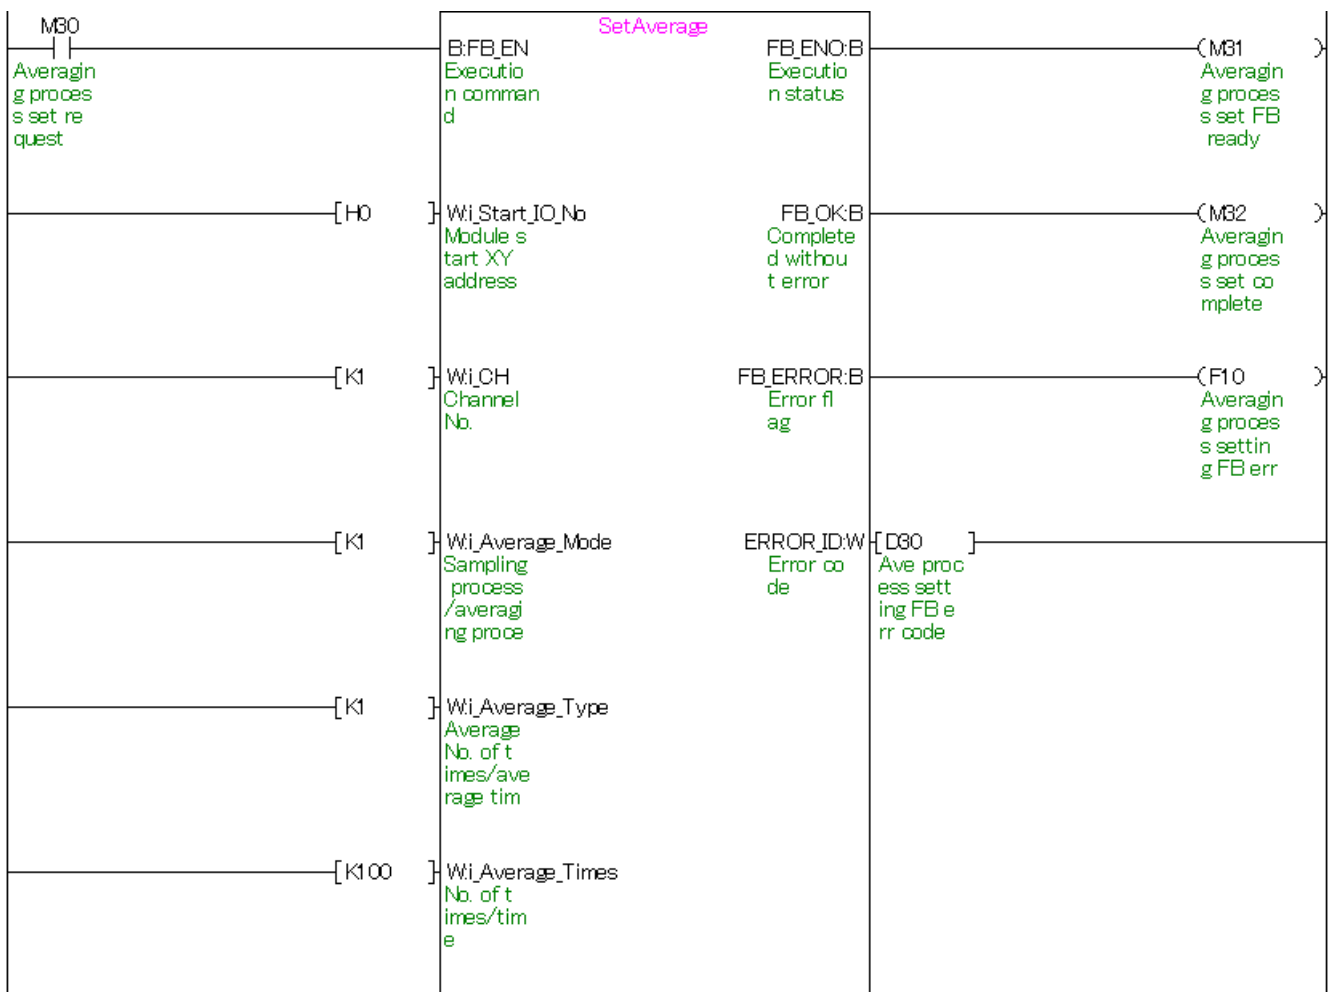 M30
SetAverage
B:FB_EN
FB_ENO:B
(M31 )
Averagin
g proces
s set re
quest
Executio
n comman
d
Executio
n status
Averagin
g proces
s set FB
ready
[H0 ]
W:i_Start_IO_No
FB_OK:B
(M32 )
Module s
tart XY
address
Complete
d withou
t error
Averagin
g proces
s set co
mplete
[K1 ]
W:i_CH
FB_ERROR:B
(F10 )
Channel
No.
Error fl
ag
Averagin
g proces
s settin
g FB err
[K1 ]
W:i_Average_Mode
ERROR_ID:W
[D30 ]
Sampling
process
/averagi
ng proce
Error co
de
Ave proc
ess sett
ing FB e
rr code
[K1 ]
W:i_Average_Type
Average
No. of t
imes/ave
rage tim
[K100 ]
W:i_Average_Times
No. of t
imes/tim
e